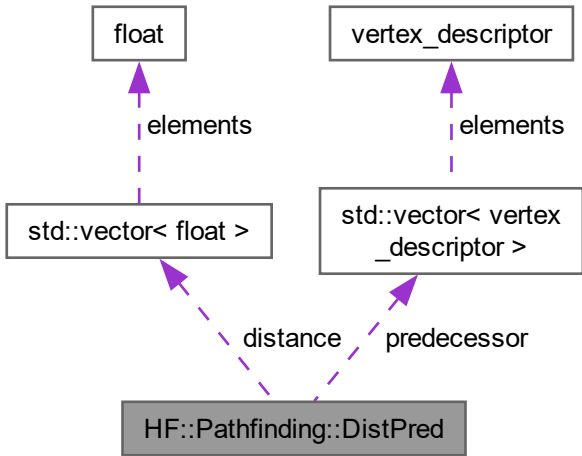 float
vertex_descriptor
elements
elements
std::vector< float >
std::vector< vertex
_descriptor >
distance
predecessor
HF::Pathfinding::DistPred